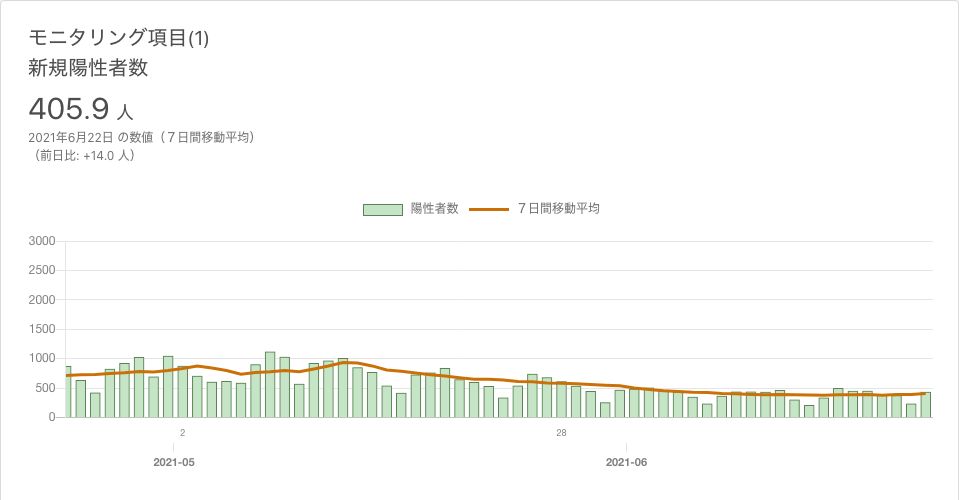 モニタリング項目(1)
新規陽性者数
405.9 人
2021年6月22日 の数値（７日間移動平均）
（前日比: +14.0 人）
陽性者数 ７日間移動平均
3000
2500
2000
1500
1000
500
0
2 28
2021-05 2021-06